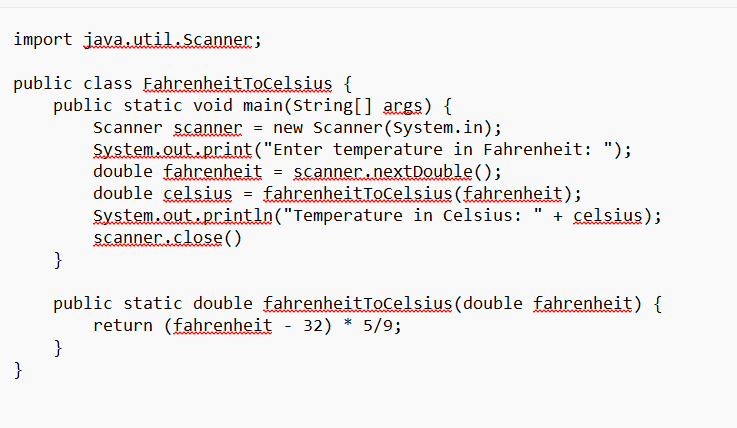 import java.util.Scanner;
public class FahrenheitToCelsius {
public static void main(String[] args) {
Scanner scanner = new Scanner(System.in);
System.out.print("Enter temperature in Fahrenheit: ");
double fahrenheit = scanner.nextDouble();
double celsius = fahrenheitToCelsius(fahrenheit);
System.out.println("Temperature in Celsius: " + celsius);
scanner.close()
}
public static double fahrenheitToCelsius(double fahrenheit) {
return (fahrenheit - 32) * 5/9;
}
}